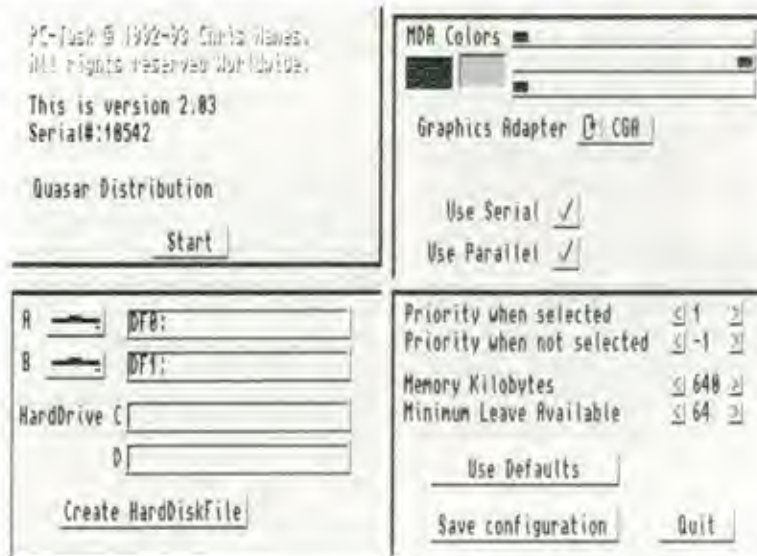 PC-Task © 1992-93 Chris Hames.
All rights reserved Worldwide.
This is version 2.03
Serial#:10542
Quasar Distribution
Start
MDA Colors
Graphics Adapter CGA
Use Serial
Use Parallel
A DF0:
B DF1:
HardDrive C
D
Create HardDiskFile
Priority when selected < 1 >
Priority when not selected < -1 >
Memory Kilobytes < 640 >
Minimum Leave Available < 64 >
Use Defaults
Save configuration
Quit